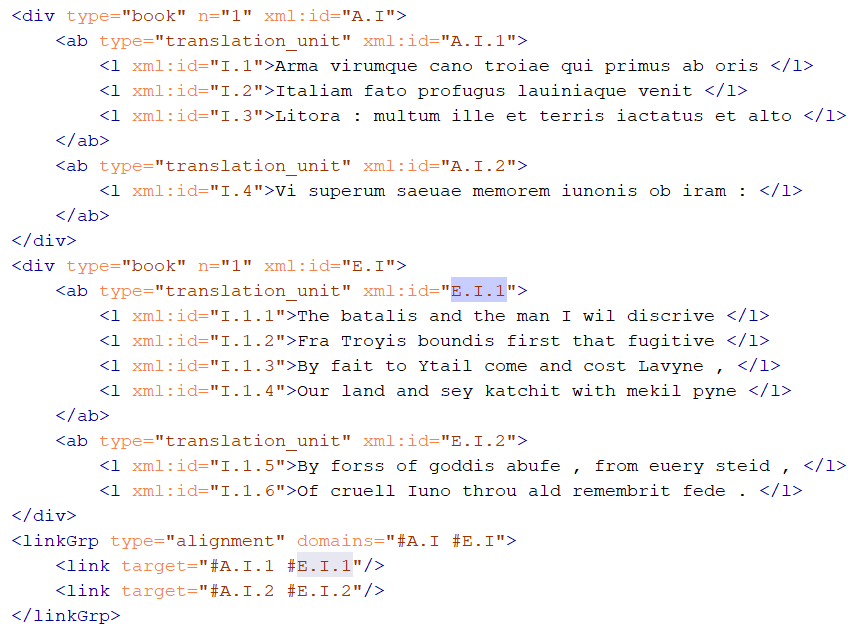 <div type="book" n="1" xml:id="A.I">
    <ab type="translation_unit" xml:id="A.I.1">
        <l xml:id="I.1">Arma virumque cano troiae qui primus ab oris </l>
        <l xml:id="I.2">Italiam fato profugus lauiniaque venit </l>
        <l xml:id="I.3">Litora : multum ille et terris iactatus et alto </l>
    </ab>
    <ab type="translation_unit" xml:id="A.I.2">
        <l xml:id="I.4">Vi superum saeuae memorem iunonis ob iram : </l>
    </ab>
</div>
<div type="book" n="1" xml:id="E.I">
    <ab type="translation_unit" xml:id="E.I.1">
        <l xml:id="I.1.1">The batalis and the man I wil discrive </l>
        <l xml:id="I.1.2">Fra Troyis boundis first that fugitive </l>
        <l xml:id="I.1.3">By fait to Ytail come and cost Lavyne , </l>
        <l xml:id="I.1.4">Our land and sey katchit with mekil pyne </l>
    </ab>
    <ab type="translation_unit" xml:id="E.I.2">
        <l xml:id="I.1.5">By forss of goddis abufe , from euery steid , </l>
        <l xml:id="I.1.6">Of cruell Iuno throu ald remembrit fede . </l>
</div>
<linkGrp type="alignment" domains="#A.I #E.I">
    <link target="#A.I.1 #E.I.1"/>
    <link target="#A.I.2 #E.I.2"/>
</linkGrp>